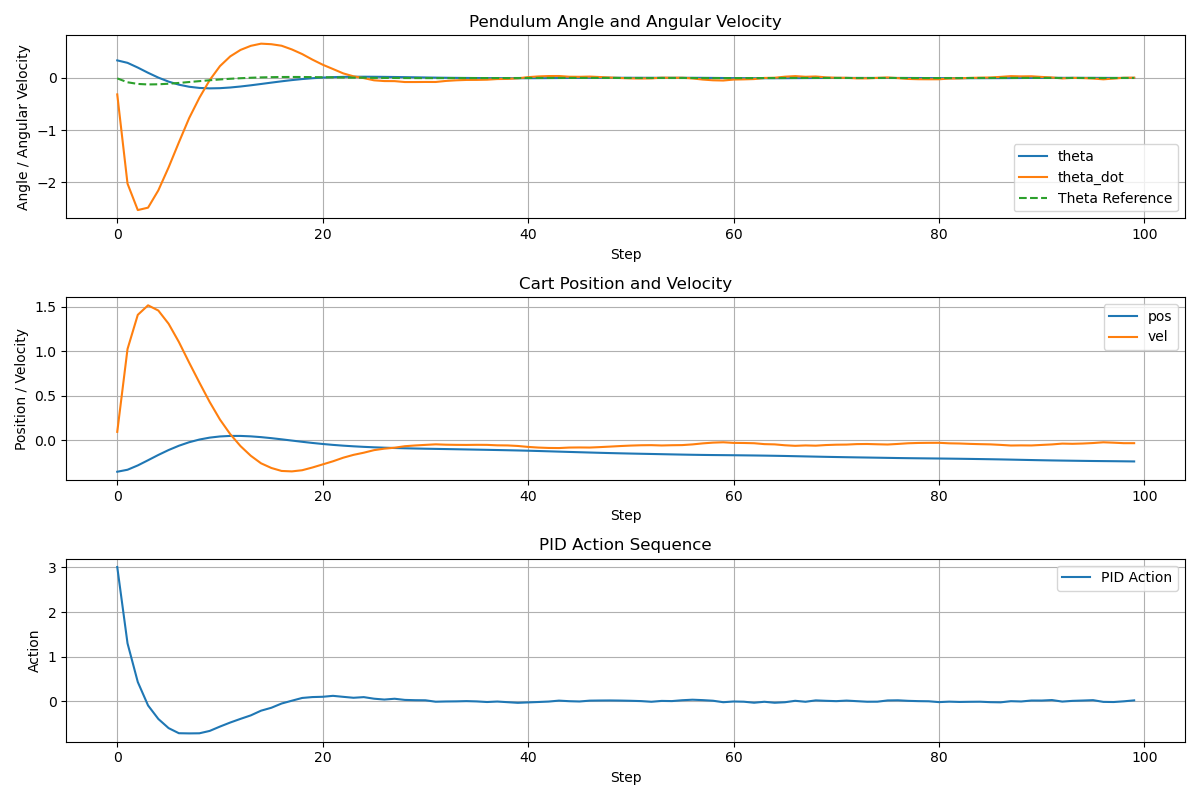 Pendulum Angle and Angular Velocity
Angle / Angular Velocity
0
−1
−2
theta
theta_dot
Theta Reference
0 20 40 60 80 100
Step
Cart Position and Velocity
Position / Velocity
1.5
1.0
0.5
0.0
pos
vel
0 20 40 60 80 100
Step
PID Action Sequence
Action
3
2
1
0
PID Action
0 20 40 60 80 100
Step